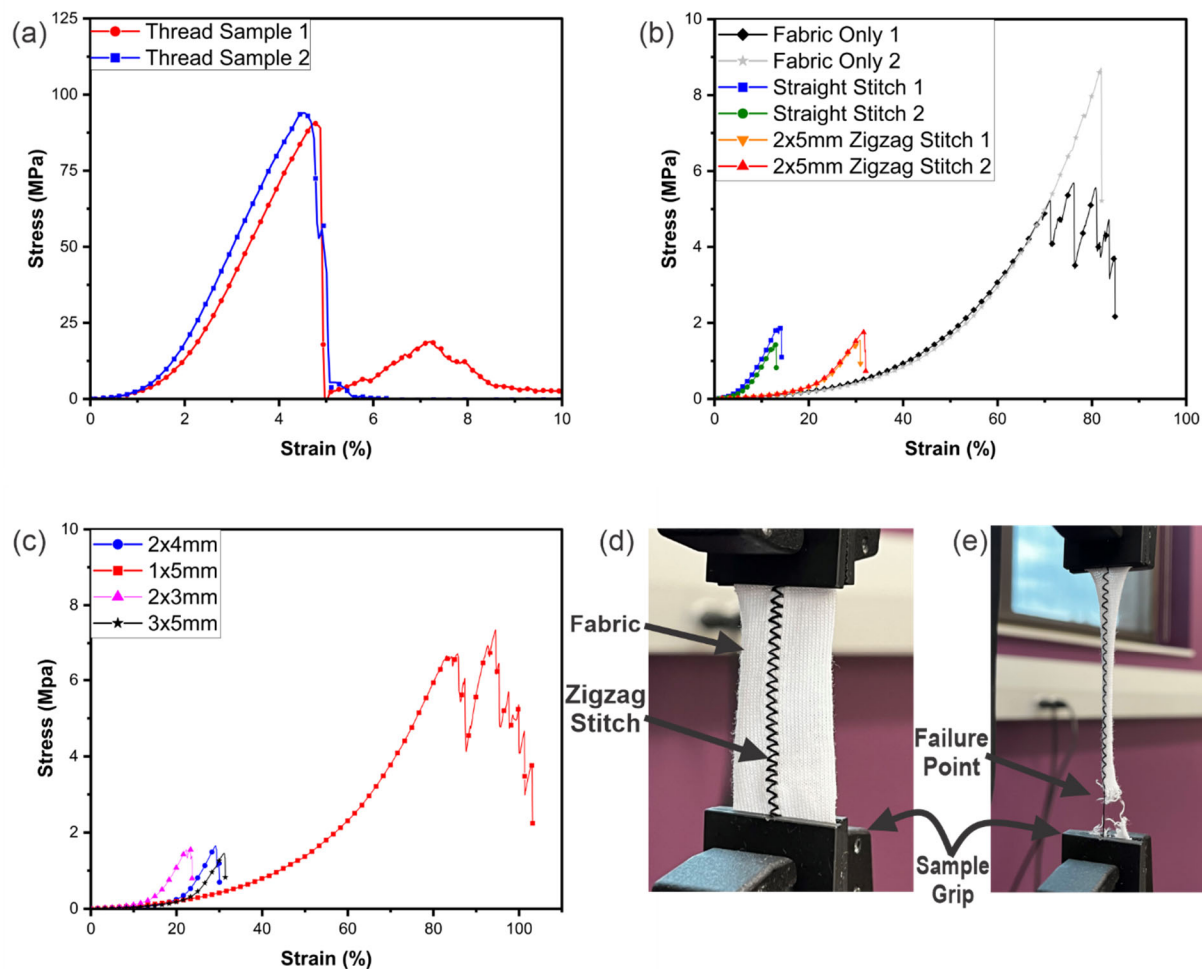 (a)
Thread Sample 1
Thread Sample 2
125
100
75
50
25
0
Stress (MPa)
0 2 4 6 8 10
Strain (%)
(b)
Fabric Only 1
Fabric Only 2
Straight Stitch 1
Straight Stitch 2
2x5mm Zigzag Stitch 1
2x5mm Zigzag Stitch 2
10
8
6
4
2
0
Stress (MPa)
0 20 40 60 80 100
Strain (%)
(c)
2x4mm
1x5mm
2x3mm
3x5mm
10
8
6
4
2
0
Stress (Mpa)
0 20 40 60 80 100
Strain (%)
(d)
Fabric
Zigzag
Stitch
(e)
Failure
Point
Sample
Grip